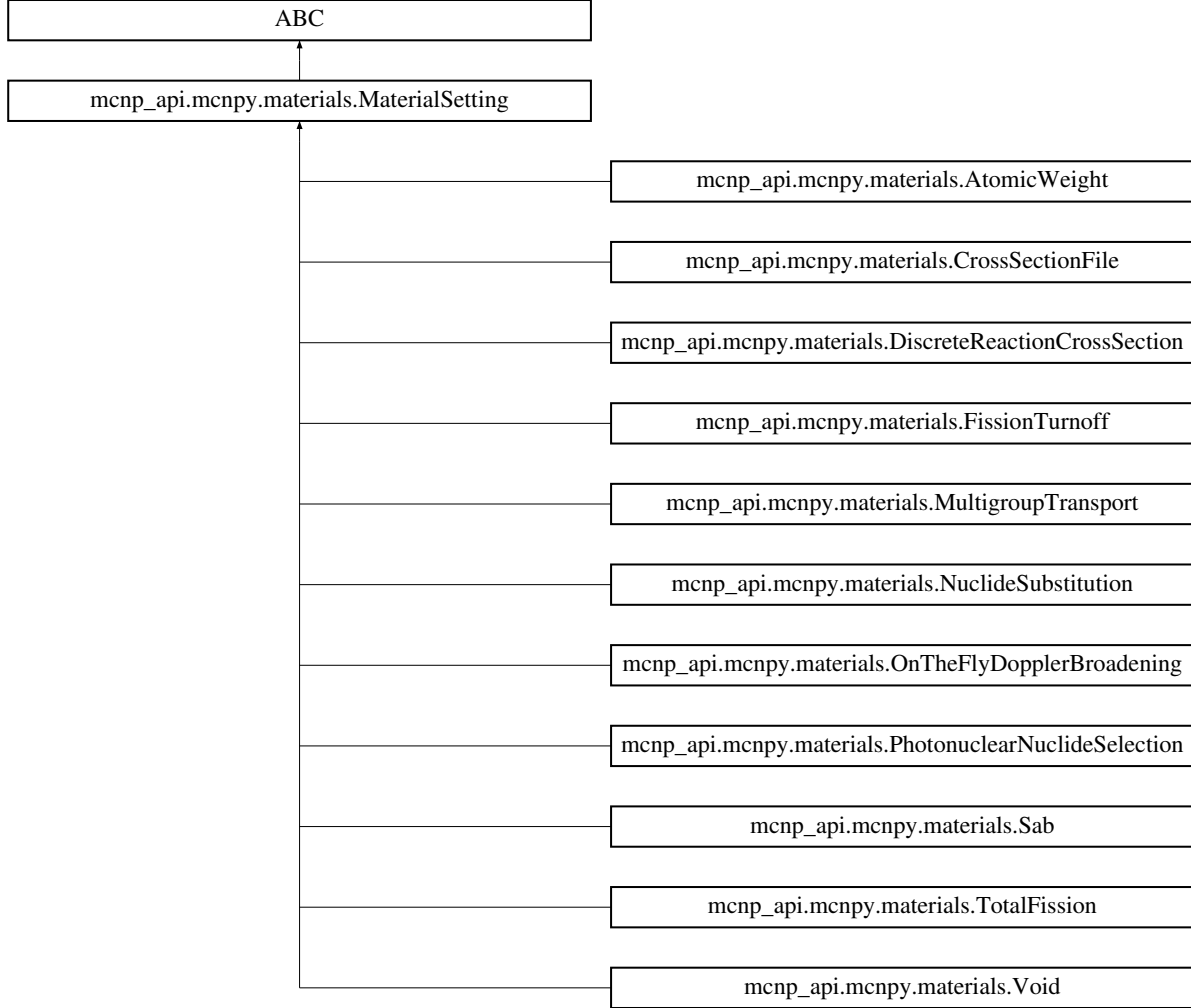 ABC
mcnp_api.mcnpy.materials.MaterialSetting
mcnp_api.mcnpy.materials.AtomicWeight
mcnp_api.mcnpy.materials.CrossSectionFile
mcnp_api.mcnpy.materials.DiscreteReactionCrossSection
mcnp_api.mcnpy.materials.FissionTurnoff
mcnp_api.mcnpy.materials.MultigroupTransport
mcnp_api.mcnpy.materials.NuclideSubstitution
mcnp_api.mcnpy.materials.OnTheFlyDopplerBroadening
mcnp_api.mcnpy.materials.PhotonuclearNuclideSelection
mcnp_api.mcnpy.materials.Sab
mcnp_api.mcnpy.materials.TotalFission
mcnp_api.mcnpy.materials.Void